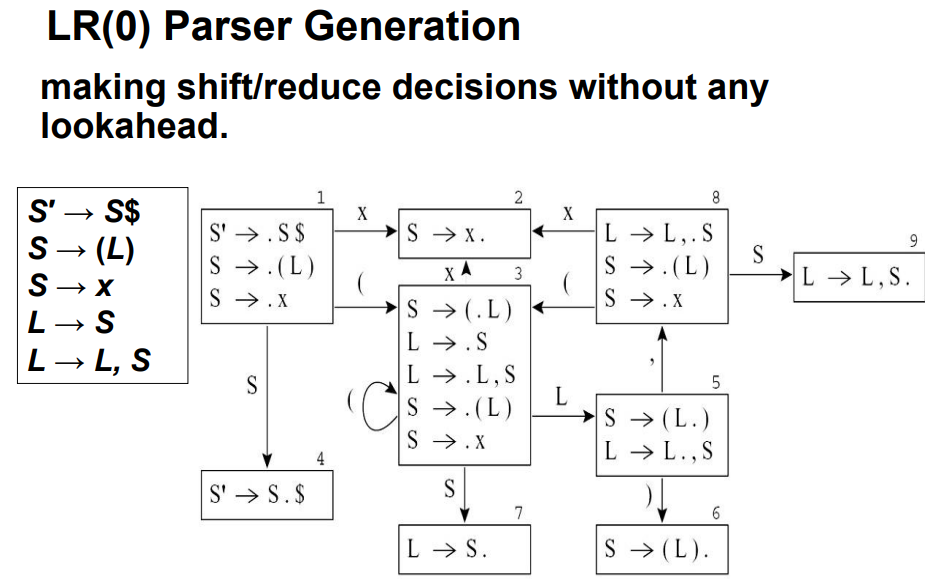 LR(0) Parser Generation
making shift/reduce decisions without any
lookahead.
S' → S$
S → (L)
S → x
L → S
L → L, S
1
S' → . S $
S → . ( L )
S → . x
x
(
S
4
S' → S . $
2
S → x .
x
3
S → ( . L )
L → . S
L → . L , S
S → . ( L )
S → . x
(
S
7
L → S .
L
x
(
8
L → L , . S
S → . ( L )
S → . x
,
5
S → ( L . )
L → L . , S
)
6
S → ( L ) .
S
9
L → L , S .